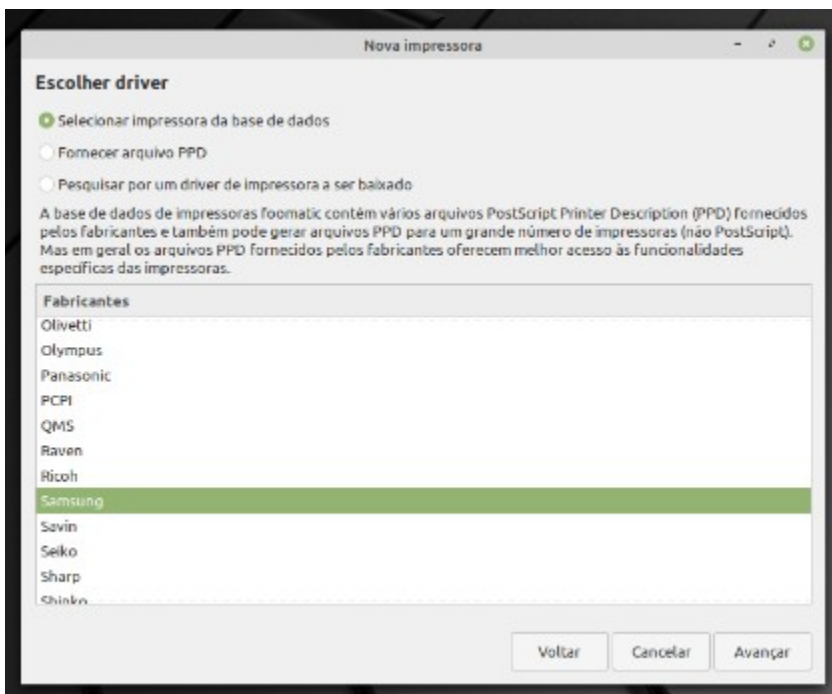 Nova impressora
Escolher driver
Selecionar impressora da base de dados
Fornecer arquivo PPD
Pesquisar por um driver de impressora a ser baixado
A base de dados de impressoras foomatic contém vários arquivos PostScript Printer Description (PPD) fornecidos
pelos fabricantes e também pode gerar arquivos PPD para um grande número de impressoras (não PostScript).
Mas em geral os arquivos PPD fornecidos pelos fabricantes oferecem melhor acesso às funcionalidades
específicas das impressoras.
Fabricantes
Olivetti
Olympus
Panasonic
PCPI
QMS
Raven
Ricoh
Samsung
Savin
Seiko
Sharp
Shinko
Voltar Cancelar Avançar